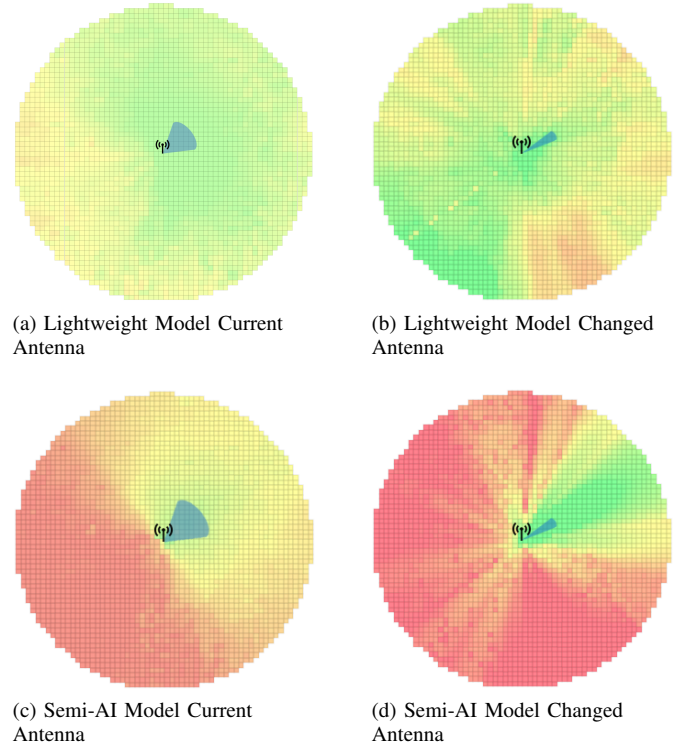 (a) Lightweight Model Current
Antenna
(b) Lightweight Model Changed
Antenna
(c) Semi-AI Model Current
Antenna
(d) Semi-AI Model Changed
Antenna